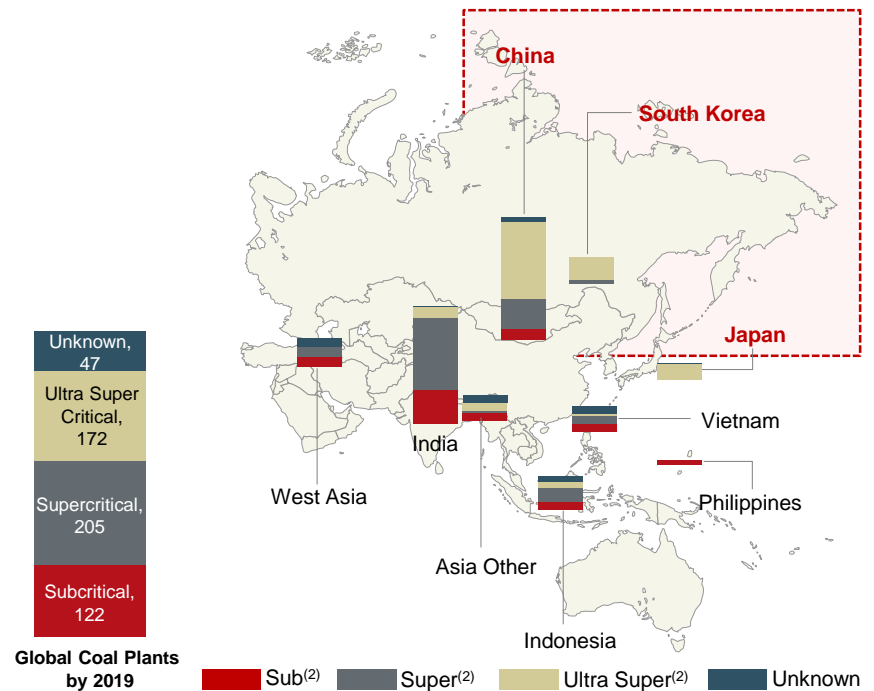 China
South Korea
Japan
Unknown,
47
Ultra Super
Critical,
172
Supercritical,
205
Subcritical,
122
Global Coal Plants
by 2019
West Asia
India
Vietnam
Philippines
Asia Other
Indonesia
Sub(2)
Super(2)
Ultra Super(2)
Unknown